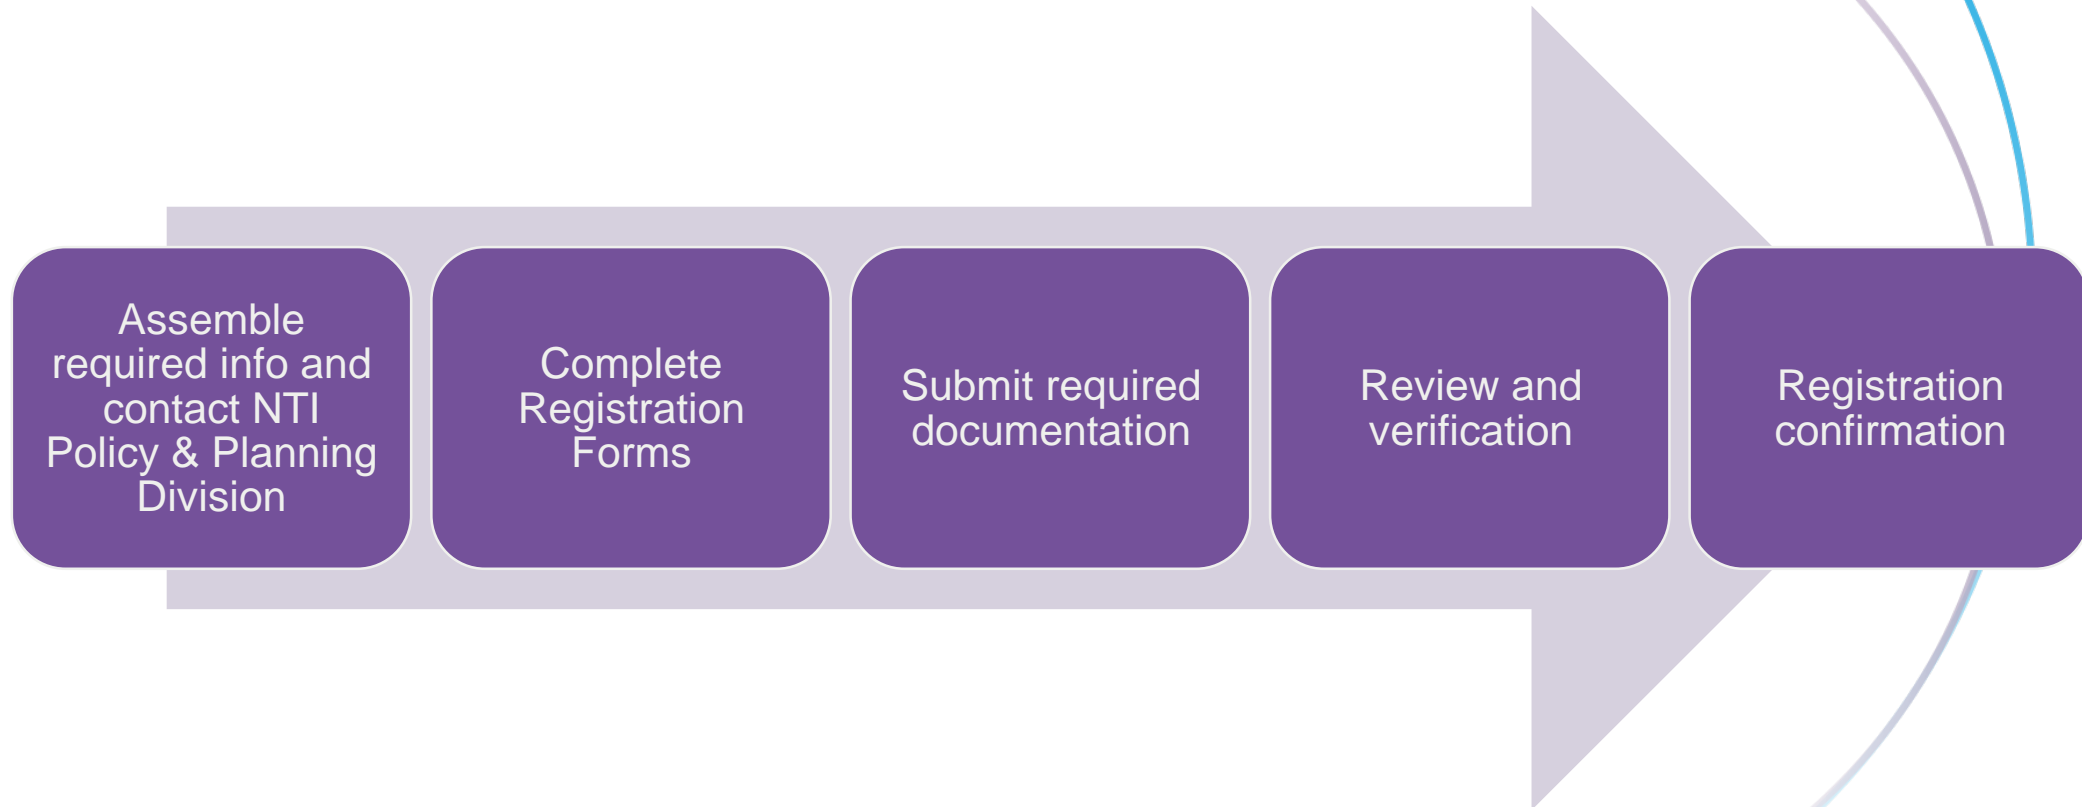 Assemble
required info and
contact NTI
Policy & Planning
Division
Complete
Registration
Forms
Submit required
documentation
Review and
verification
Registration
confirmation